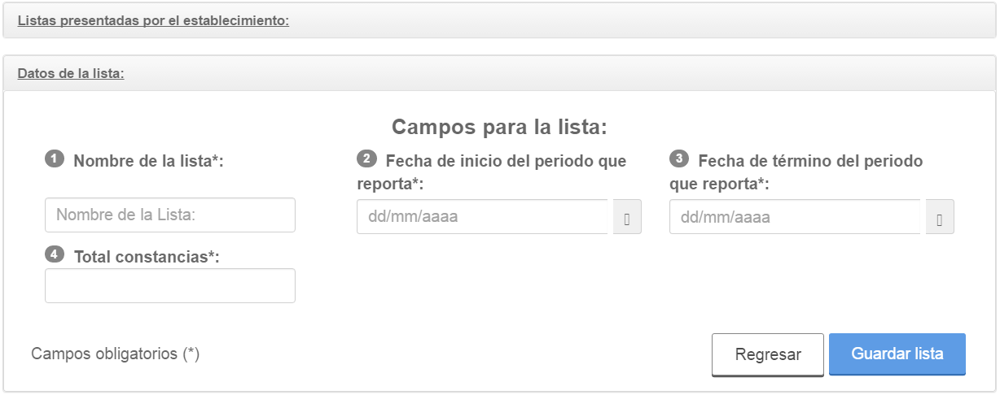 Listas presentadas por el establecimiento:
Datos de la lista:
Campos para la lista:
1 Nombre de la lista*:
2 Fecha de inicio del periodo que
reporta*:
3 Fecha de término del periodo
que reporta*:
Nombre de la Lista:
dd/mm/aaaa
dd/mm/aaaa
4 Total constancias*:
Campos obligatorios (*)
Regresar
Guardar lista